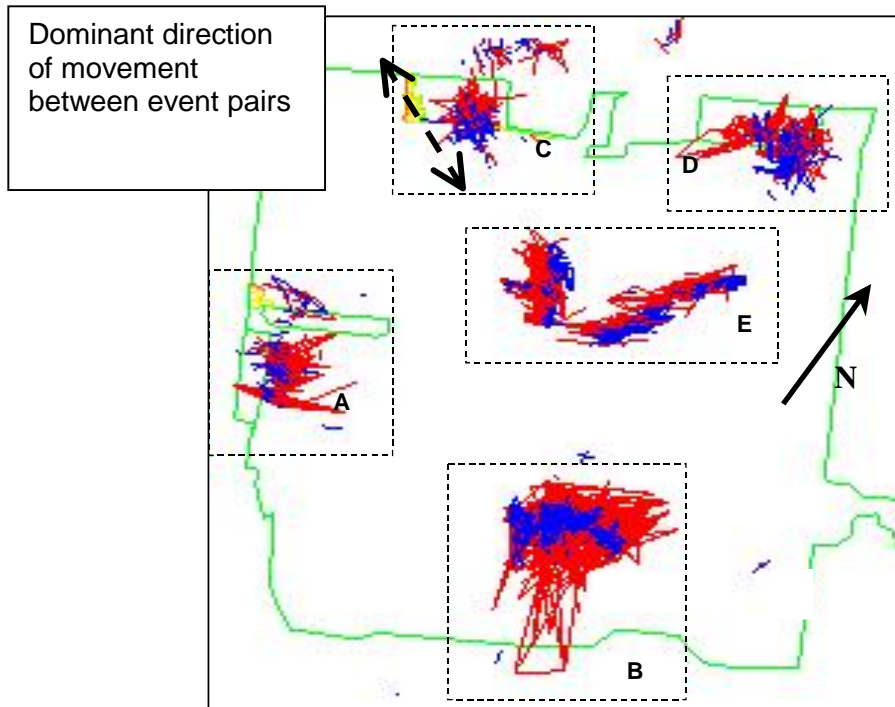 Dominant direction
of movement
between event pairs
C
D
E
N
A
B